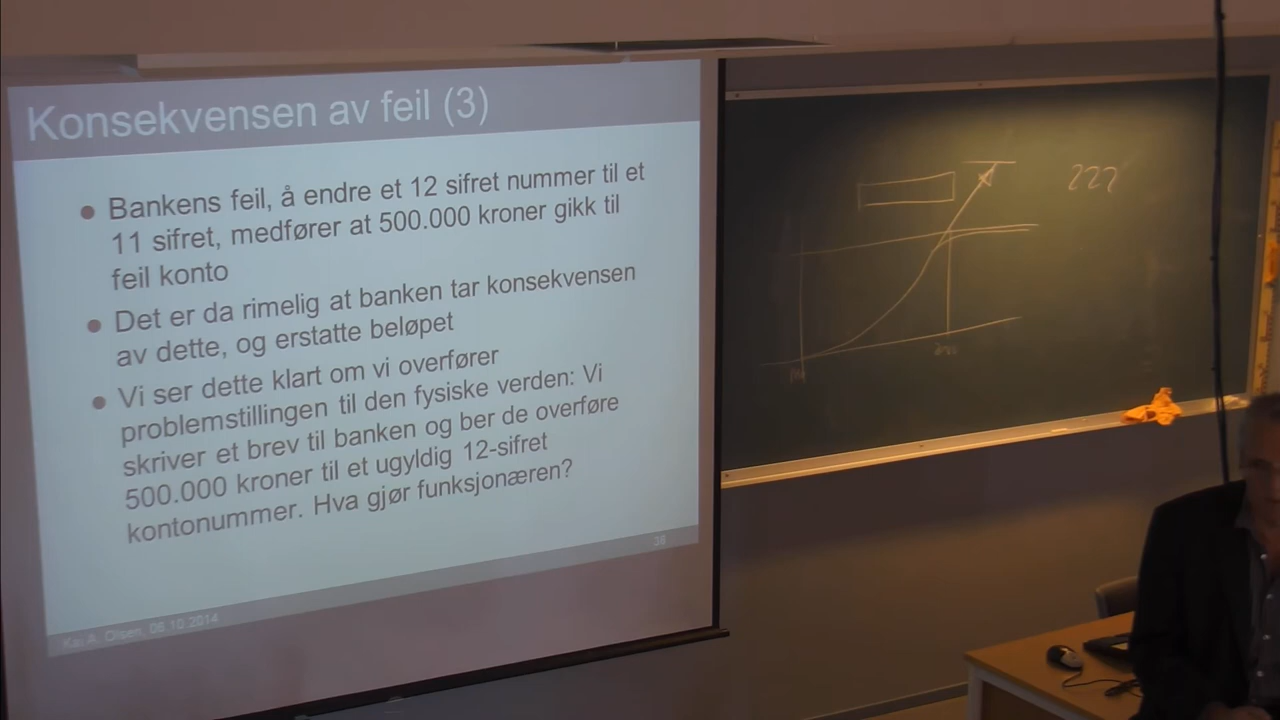 Konsekvensen av feil (3)
Bankens feil, å endre et 12 sifret nummer til et
11 sifret, medfører at 500.000 kroner gikk til
feil konto
Det er da rimelig at banken tar konsekvensen
av dette, og erstatte beløpet
Vi ser dette klart om vi overfører
problemstillingen til den fysiske verden: Vi
skriver et brev til banken og ber de overføre
500.000 kroner til et ugyldig 12-sifret
kontonummer. Hva gjør funksjonæren?
36
Kai A. Olsen, 06.10.2014
222